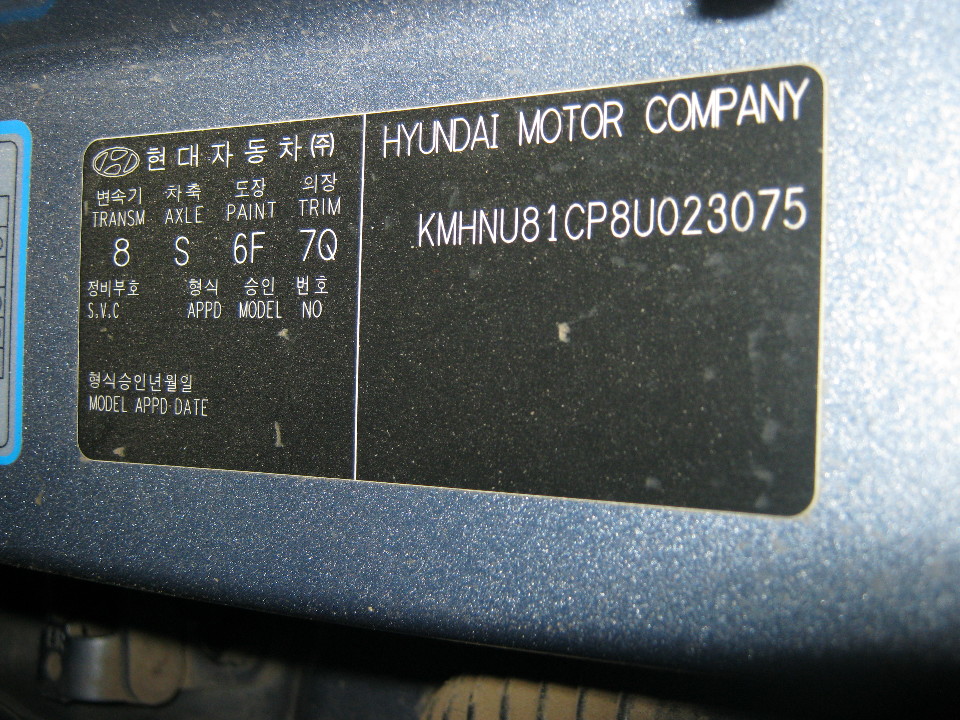 현대자동차(주)
변속기 차축 도장 의장
TRANSM AXLE PAINT TRIM
8 S 6F 7Q
정비부호 형식 승인 번호
S.V.C APPD MODEL NO
형식승인년월일
MODEL APPD DATE
HYUNDAI MOTOR COMPANY
KMHNU81CP8U023075